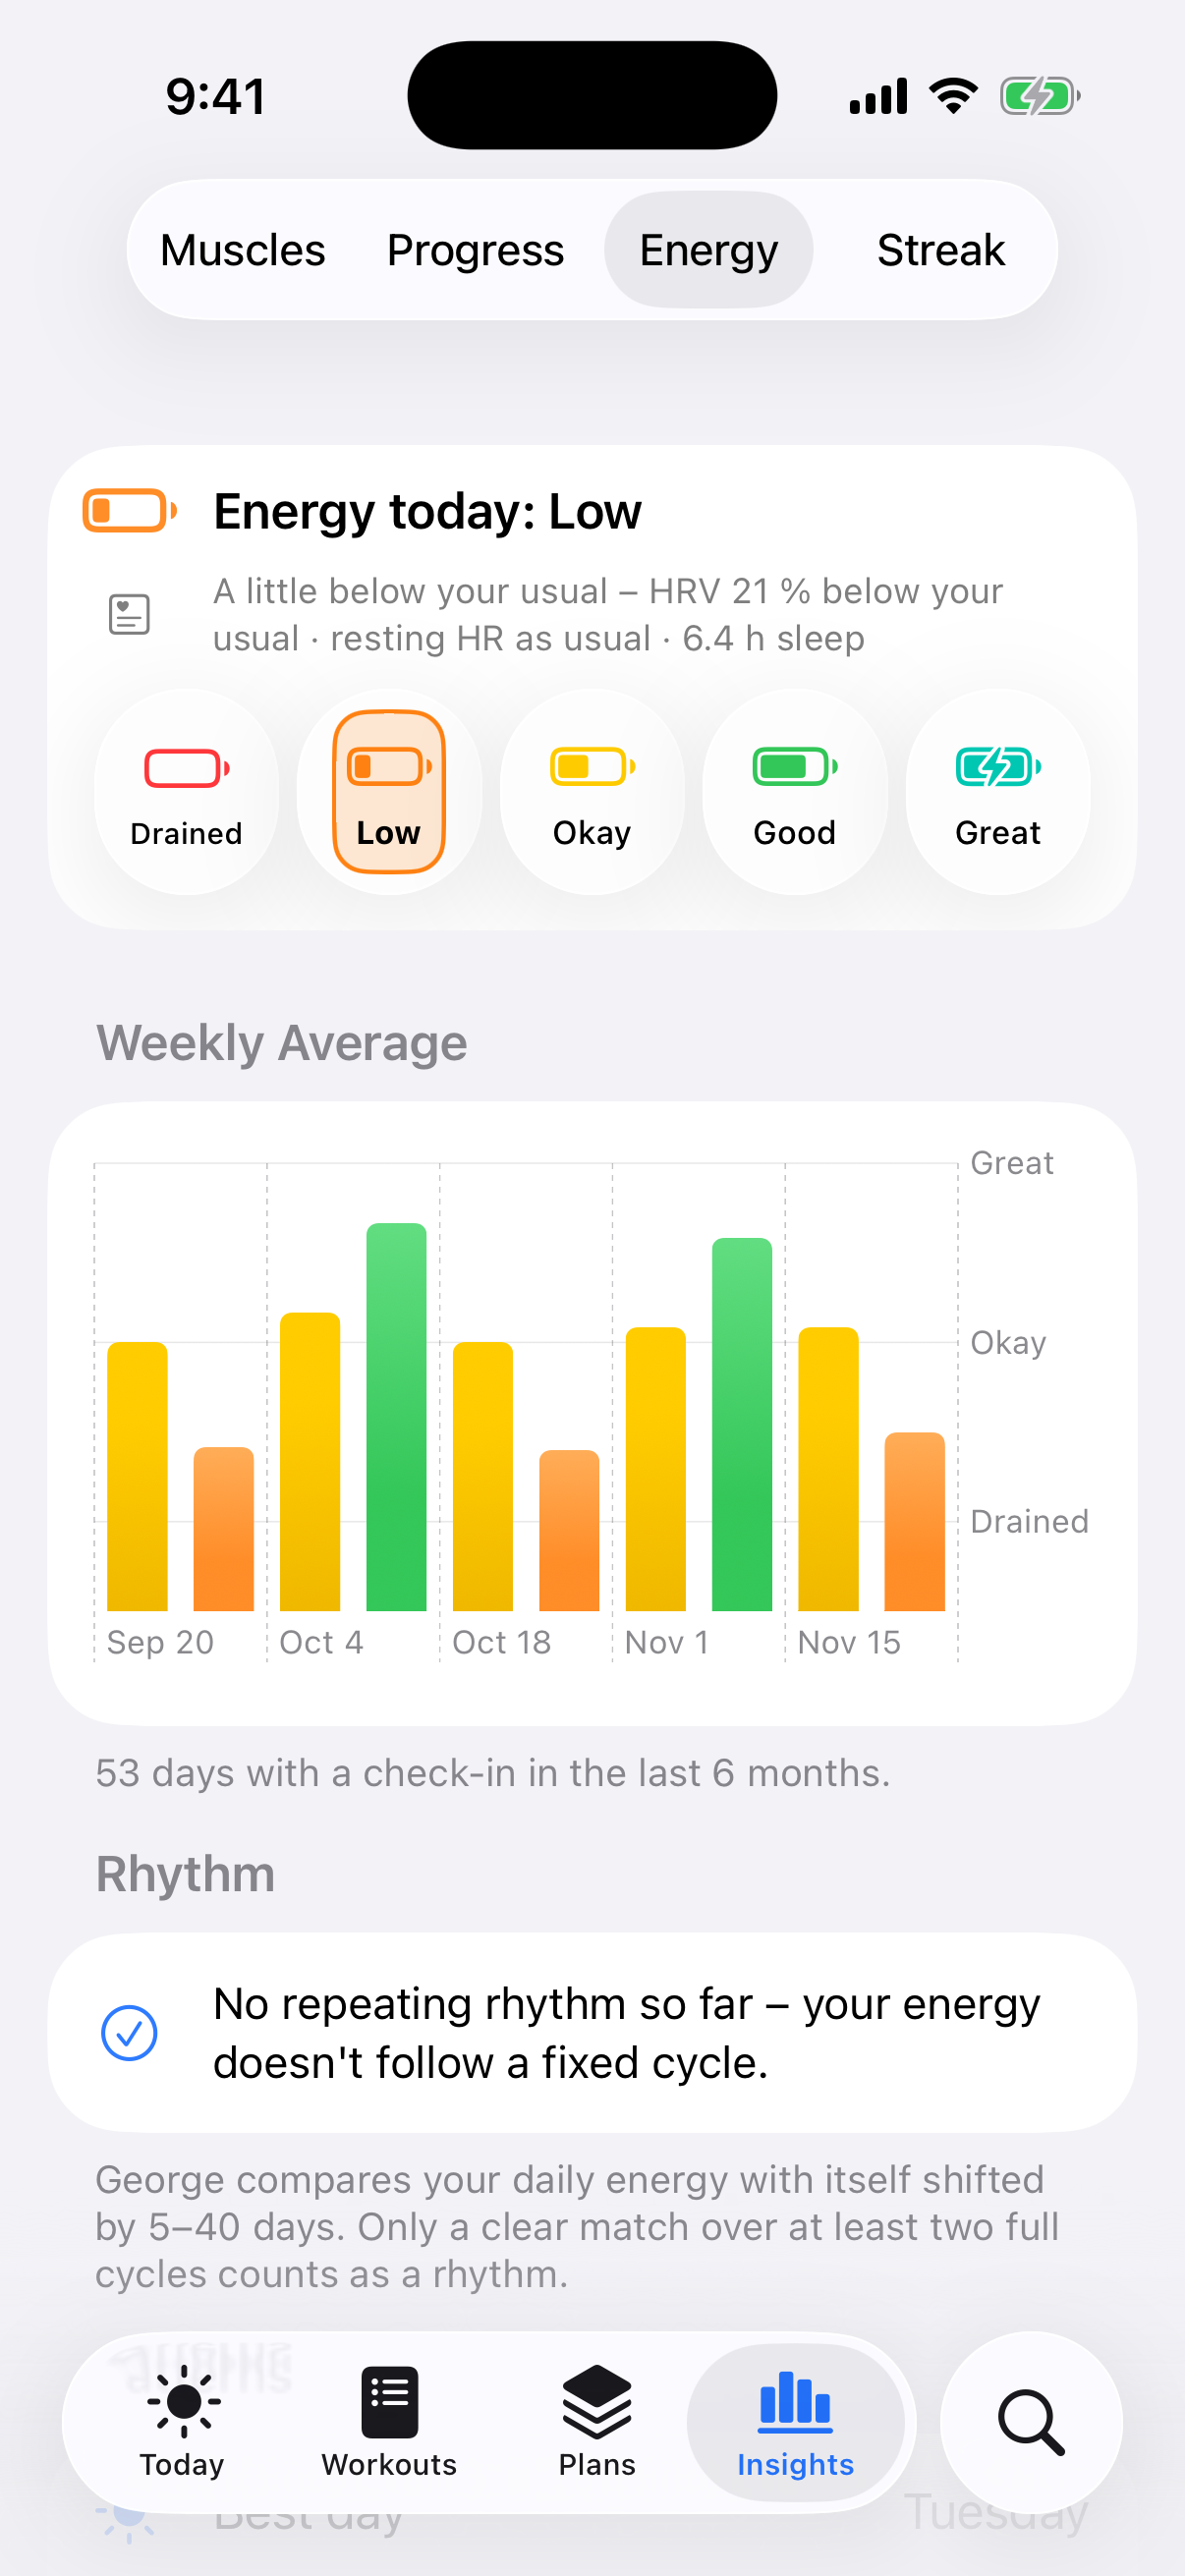 9:41
Muscles Progress Energy Streak
Energy today: Low
A little below your usual – HRV 21 % below your
usual · resting HR as usual · 6.4 h sleep
Drained Low Okay Good Great
Weekly Average
Great
Okay
Drained
Sep 20 Oct 4 Oct 18 Nov 1 Nov 15
53 days with a check-in in the last 6 months.
Rhythm
No repeating rhythm so far – your energy
doesn't follow a fixed cycle.
George compares your daily energy with itself shifted
by 5–40 days. Only a clear match over at least two full
cycles counts as a rhythm.
Today Workouts Plans Insights
Best day Tuesday